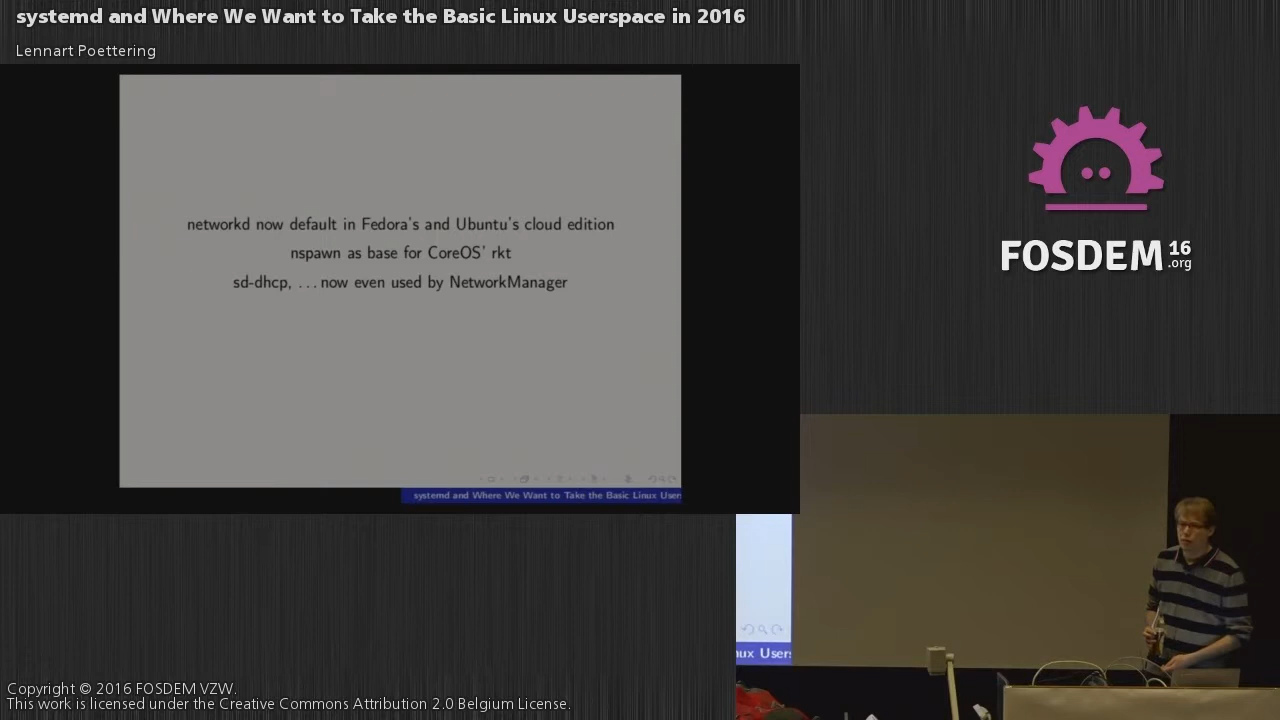 systemd and Where We Want to Take the Basic Linux Userspace in 2016
Lennart Poettering
networkd now default in Fedora's and Ubuntu's cloud edition
nspawn as base for CoreOS' rkt
sd-dhcp, ... now even used by NetworkManager
systemd and Where We Want to Take the Basic Linux User
FOSDEM 16
.org
nux Users
Copyright © 2016 FOSDEM VZW.
This work is licensed under the Creative Commons Attribution 2.0 Belgium License.